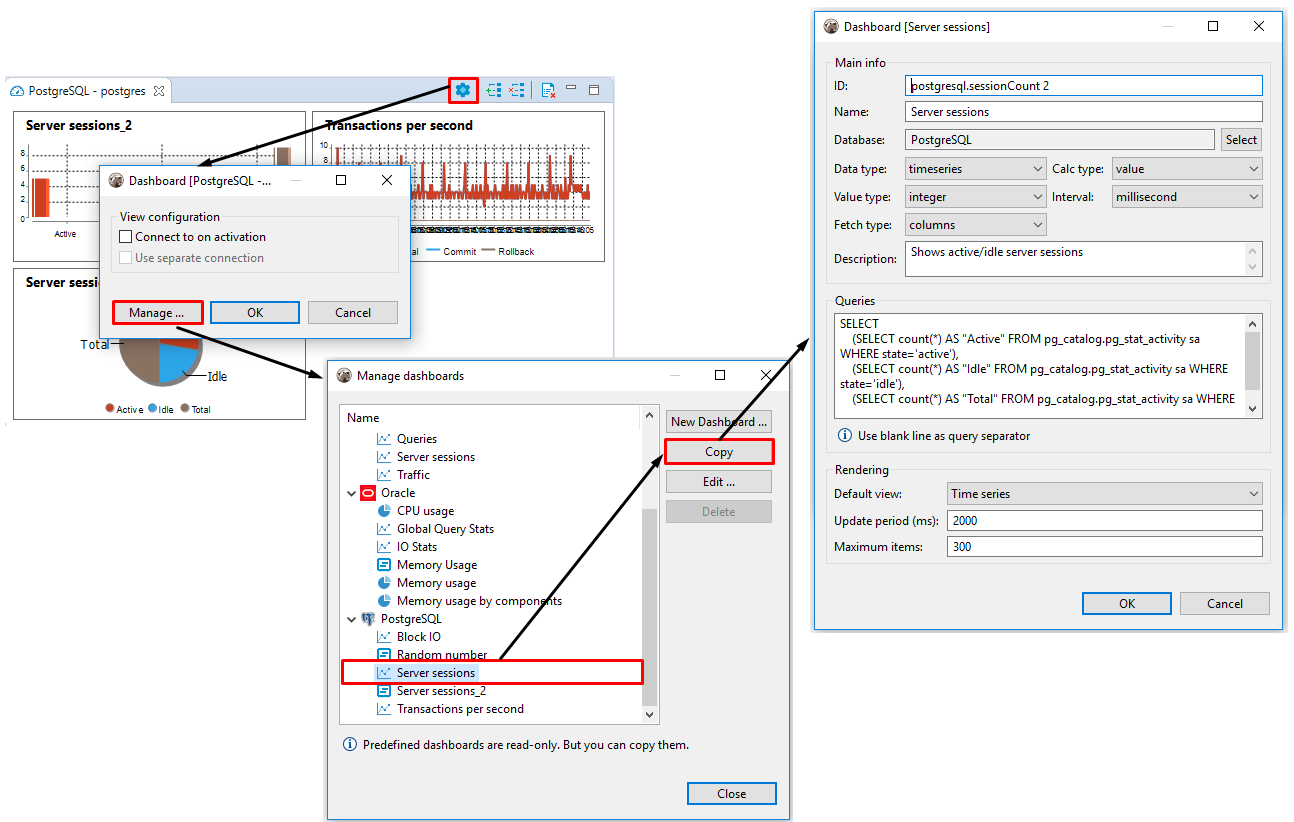 PostgreSQL - postgres
Server sessions_2
8
6
4
2
0
Active
Transactions per second
10
8
6
4
2
0
al Commit Rollback
Server sessi
Total
Idle
Active Idle Total
Dashboard [PostgreSQL -...
View configuration
Connect to on activation
Use separate connection
Manage ... OK Cancel
Manage dashboards
Name
Queries
Server sessions
Traffic
Oracle
CPU usage
Global Query Stats
IO Stats
Memory Usage
Memory usage
Memory usage by components
PostgreSQL
Block IO
Random number
Server sessions
Server sessions_2
Transactions per second
New Dashboard ...
Copy
Edit ...
Delete
Predefined dashboards are read-only. But you can copy them.
Close
Dashboard [Server sessions]
Main info
ID: postgresql.sessionCount 2
Name: Server sessions
Database: PostgreSQL Select
Data type: timeseries Calc type: value
Value type: integer Interval: millisecond
Fetch type: columns
Description: Shows active/idle server sessions
Queries
SELECT
(SELECT count(*) AS "Active" FROM pg_catalog.pg_stat_activity sa
WHERE state='active'),
(SELECT count(*) AS "Idle" FROM pg_catalog.pg_stat_activity sa WHERE
state='idle'),
(SELECT count(*) AS "Total" FROM pg_catalog.pg_stat_activity sa WHERE
Use blank line as query separator
Rendering
Default view: Time series
Update period (ms): 2000
Maximum items: 300
OK Cancel